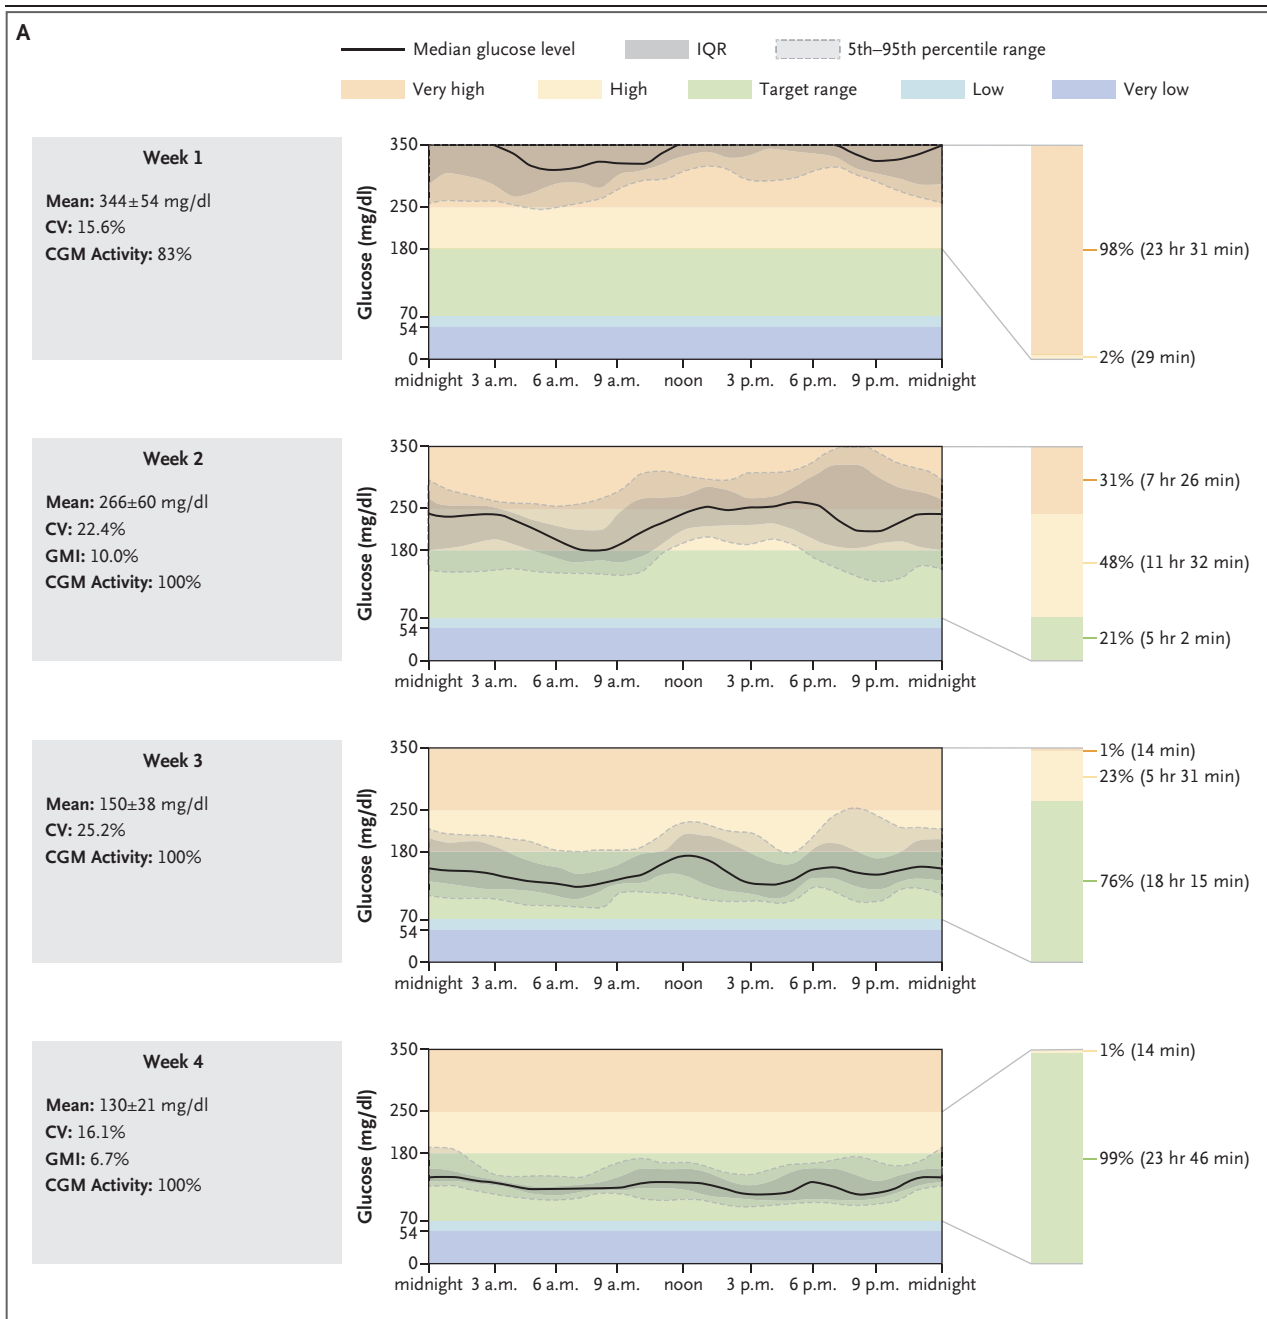 A
Median glucose level IQR 5th–95th percentile range
Very high High Target range Low Very low
Week 1
Mean: 344±54 mg/dl
CV: 15.6%
CGM Activity: 83%
Glucose (mg/dl)
350
250
180
70
54
0
midnight 3 a.m. 6 a.m. 9 a.m. noon 3 p.m. 6 p.m. 9 p.m. midnight
98% (23 hr 31 min)
2% (29 min)
Week 2
Mean: 266±60 mg/dl
CV: 22.4%
GMI: 10.0%
CGM Activity: 100%
Glucose (mg/dl)
350
250
180
70
54
0
midnight 3 a.m. 6 a.m. 9 a.m. noon 3 p.m. 6 p.m. 9 p.m. midnight
31% (7 hr 26 min)
48% (11 hr 32 min)
21% (5 hr 2 min)
Week 3
Mean: 150±38 mg/dl
CV: 25.2%
CGM Activity: 100%
Glucose (mg/dl)
350
250
180
70
54
0
midnight 3 a.m. 6 a.m. 9 a.m. noon 3 p.m. 6 p.m. 9 p.m. midnight
1% (14 min)
23% (5 hr 31 min)
76% (18 hr 15 min)
Week 4
Mean: 130±21 mg/dl
CV: 16.1%
GMI: 6.7%
CGM Activity: 100%
Glucose (mg/dl)
350
250
180
70
54
0
midnight 3 a.m. 6 a.m. 9 a.m. noon 3 p.m. 6 p.m. 9 p.m. midnight
1% (14 min)
99% (23 hr 46 min)